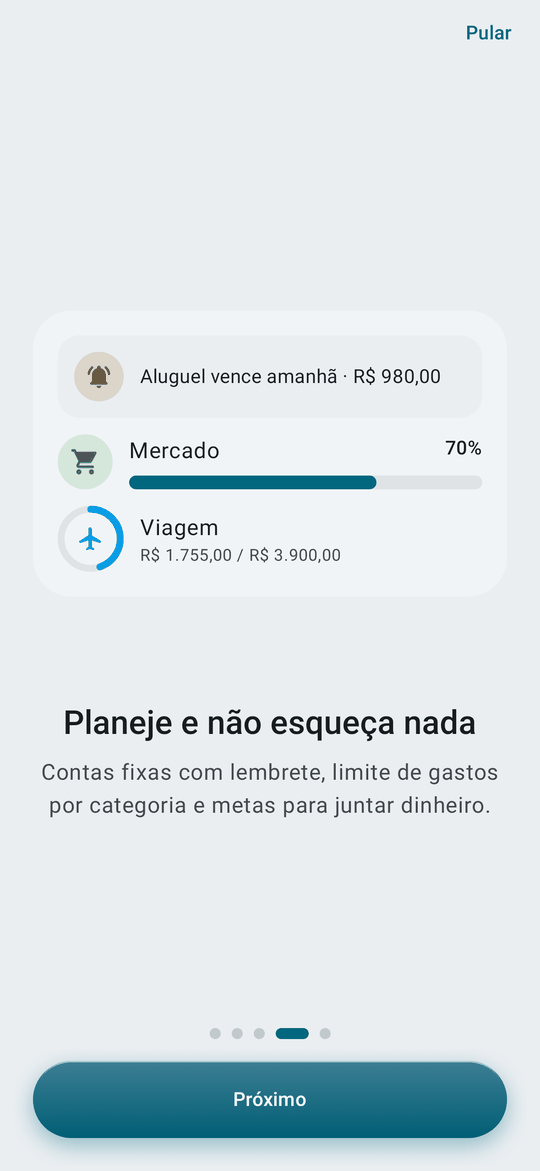 Pular
Aluguel vence amanhã · R$ 980,00
Mercado 70%
Viagem
R$ 1.755,00 / R$ 3.900,00
Planeje e não esqueça nada
Contas fixas com lembrete, limite de gastos
por categoria e metas para juntar dinheiro.
Próximo